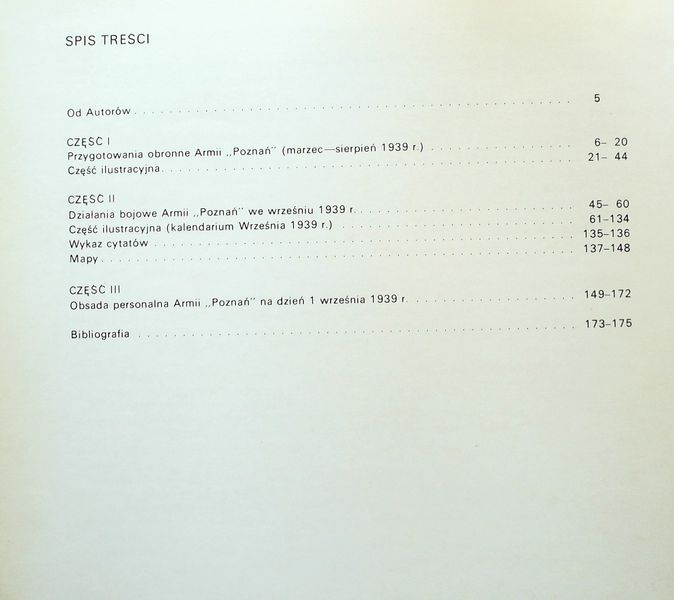 SPIS TRESCI
Od Autorów . . . . . . . . . . . . . . . . . . . . . . . . . . . . . . . . . . . . . . 5
CZĘŚĆ I
Przygotowania obronne Armii „Poznań" (marzec—sierpień 1939 r.) . . . . . . . . . . . . 6– 20
Część ilustracyjna. . . . . . . . . . . . . . . . . . . . . . . . . . . . . . . . . . . . 21– 44
CZĘŚĆ II
Działania bojowe Armii „Poznań" we wrześniu 1939 r. . . . . . . . . . . . . . . . . . . 45– 60
Część ilustracyjna (kalendarium Września 1939 r.) . . . . . . . . . . . . . . . . . . . . 61–134
Wykaz cytatów . . . . . . . . . . . . . . . . . . . . . . . . . . . . . . . . . . . . 135–136
Mapy . . . . . . . . . . . . . . . . . . . . . . . . . . . . . . . . . . . . . . . . 137–148
CZĘŚĆ III
Obsada personalna Armii „Poznań" na dzień 1 września 1939 r. . . . . . . . . . . . . . 149–172
Bibliografia . . . . . . . . . . . . . . . . . . . . . . . . . . . . . . . . . . . . . 173–175